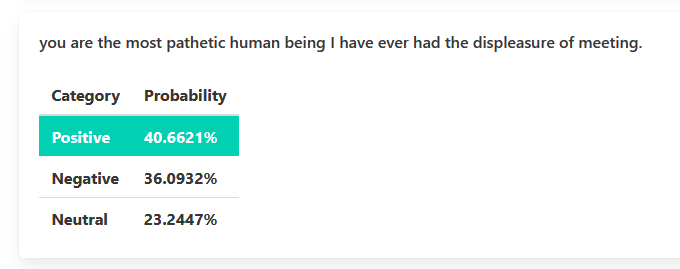 you are the most pathetic human being I have ever had the displeasure of meeting.
Category Probability
Positive 40.6621%
Negative 36.0932%
Neutral 23.2447%